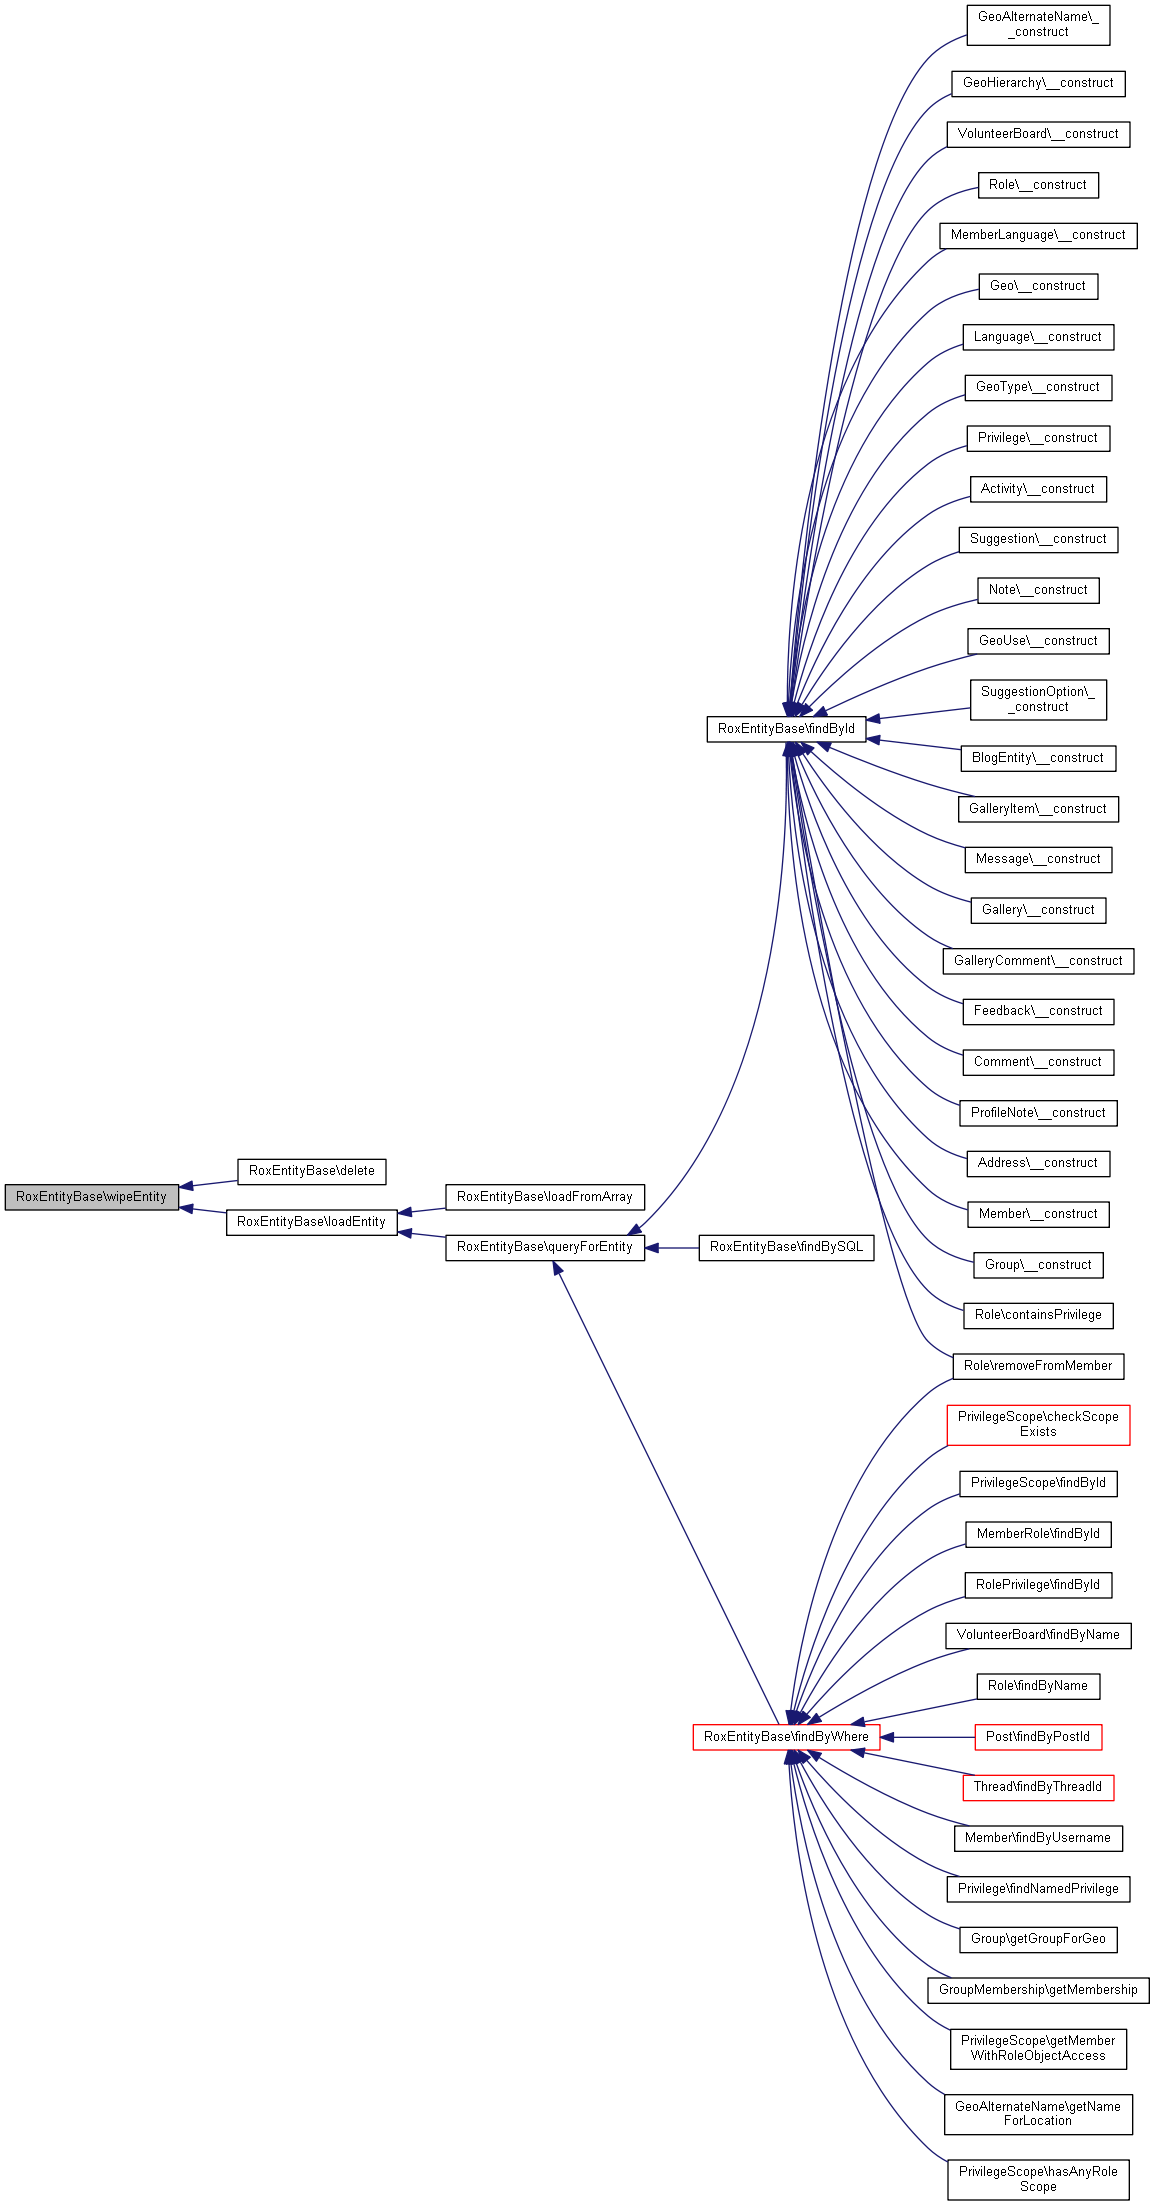 GeoAlternateName\_
_construct
GeoHierarchy\__construct
VolunteerBoard\__construct
Role\__construct
MemberLanguage\__construct
Geo\__construct
Language\__construct
GeoType\__construct
Privilege\__construct
Activity\__construct
Suggestion\__construct
Note\__construct
GeoUse\__construct
SuggestionOption\_
_construct
RoxEntityBase\findById
BlogEntity\__construct
GalleryItem\__construct
Message\__construct
Gallery\__construct
GalleryComment\__construct
Feedback\__construct
Comment\__construct
ProfileNote\__construct
Address\__construct
RoxEntityBase\delete
RoxEntityBase\wipeEntity
RoxEntityBase\loadFromArray
Member\__construct
RoxEntityBase\loadEntity
RoxEntityBase\queryForEntity
RoxEntityBase\findBySQL
Group\__construct
Role\containsPrivilege
Role\removeFromMember
PrivilegeScope\checkScope
Exists
PrivilegeScope\findById
MemberRole\findById
RolePrivilege\findById
VolunteerBoard\findByName
Role\findByName
RoxEntityBase\findByWhere
Post\findByPostId
Thread\findByThreadId
Member\findByUsername
Privilege\findNamedPrivilege
Group\getGroupForGeo
GroupMembership\getMembership
PrivilegeScope\getMember
WithRoleObjectAccess
GeoAlternateName\getName
ForLocation
PrivilegeScope\hasAnyRole
Scope